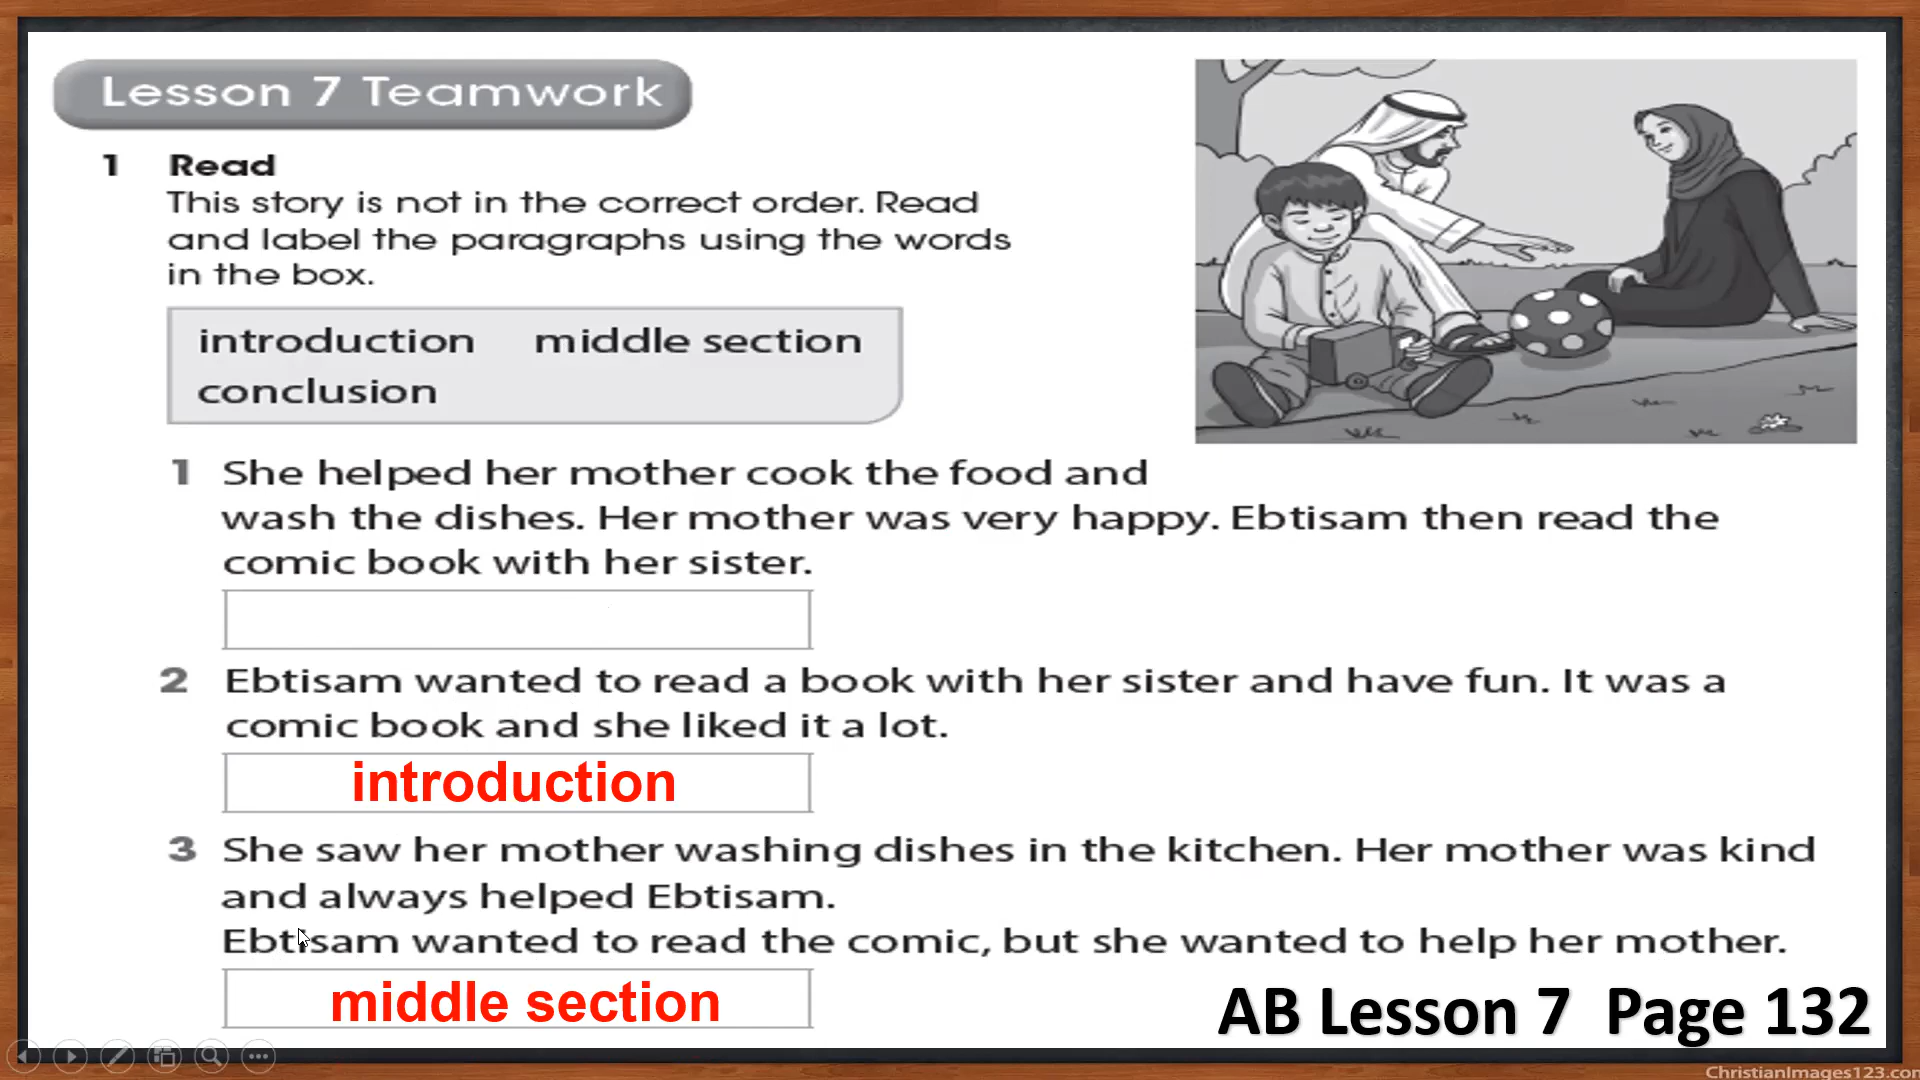 Lesson 7 Teamwork
1 Read
This story is not in the correct order. Read
and label the paragraphs using the words
in the box.
introduction middle section
conclusion
1 She helped her mother cook the food and
wash the dishes. Her mother was very happy. Ebtisam then read the
comic book with her sister.
2 Ebtisam wanted to read a book with her sister and have fun. It was a
comic book and she liked it a lot.
introduction
3 She saw her mother washing dishes in the kitchen. Her mother was kind
and always helped Ebtisam.
Ebtisam wanted to read the comic, but she wanted to help her mother.
middle section
AB Lesson 7 Page 132
ChristianImages123.com